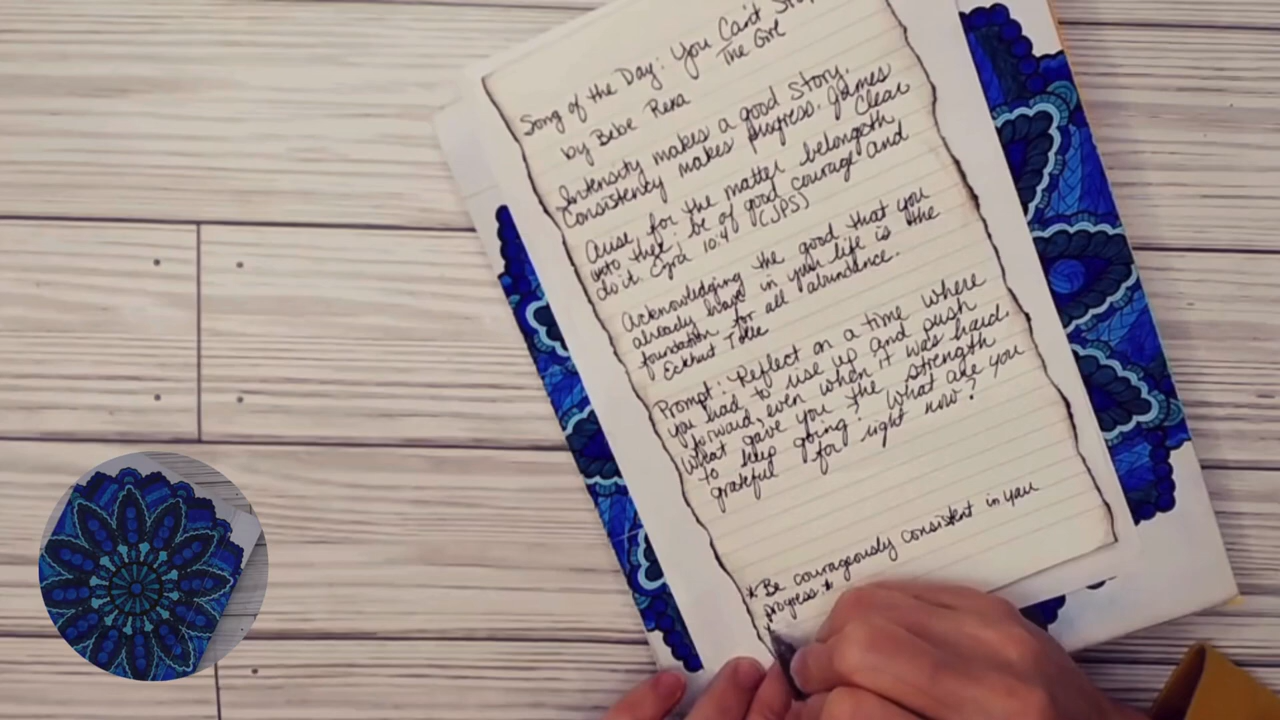 Song of the Day: You Can't Stop
The Girl
by Bebe Rexa
Intensity makes a good story.
Consistency makes progress. James
Clear
Arise for the matter belongeth
unto thee: be of good courage and
do it. Ezra 10:4 (JPS)
Acknowledging the good that you
already have in your life is the
foundation for all abundance.
Eckhart Tolle
Prompt: Reflect on a time where
you had to rise up and push
forward, even when it was hard.
What gave you the strength
to keep going? What are you
grateful for right now?
*Be courageously consistent in you
progress.*